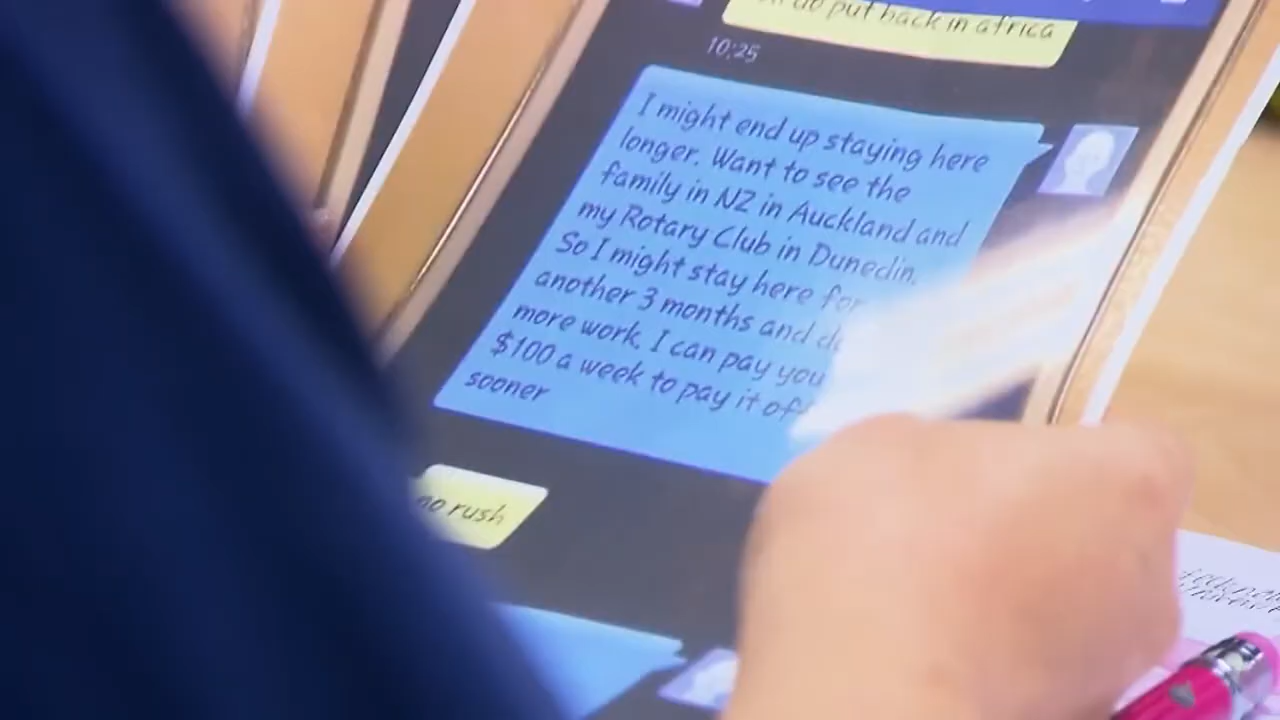 do put back in africa
10:25
I might end up staying here
longer. Want to see the
family in NZ in Auckland and
my Rotary Club in Dunedin.
So I might stay here for
another 3 months and
more work, I can pay you
$100 a week to pay it off
sooner
no rush